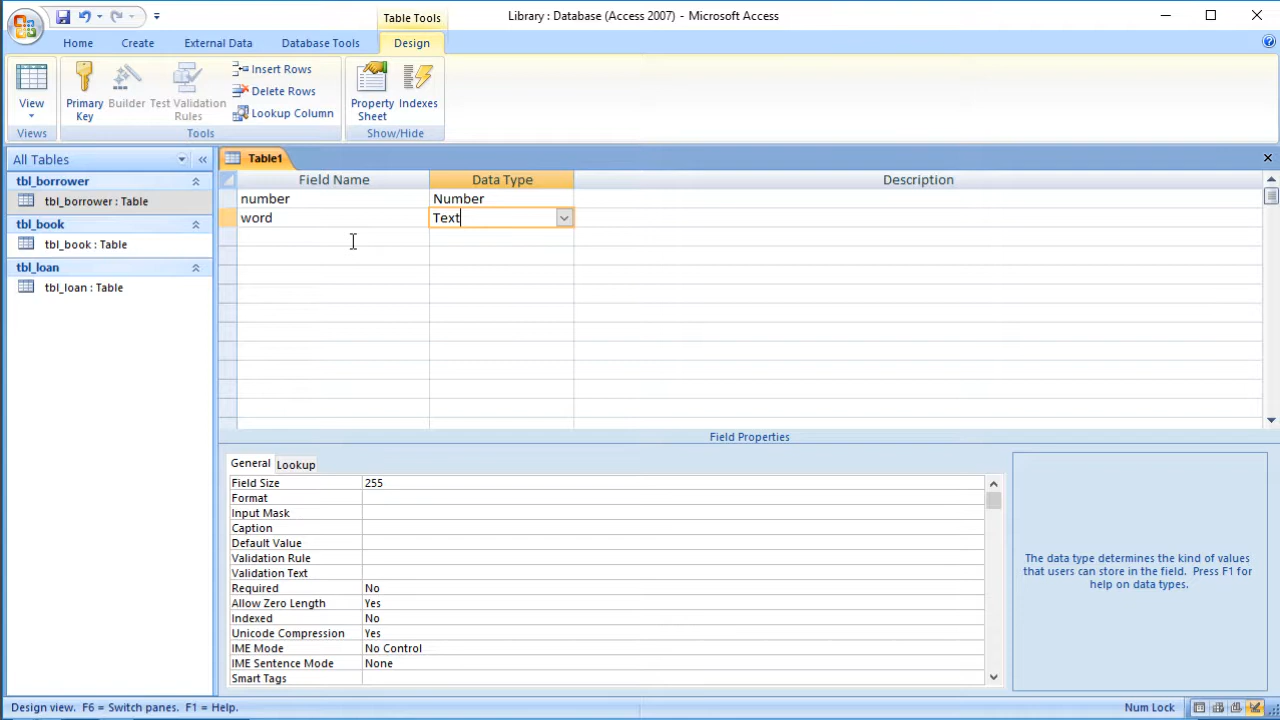 Table Tools
Library : Database (Access 2007) - Microsoft Access
Home Create External Data Database Tools Design
View
Primary Key
Builder
Test Validation Rules
Insert Rows
Delete Rows
Lookup Column
Property Sheet
Indexes
Views Tools Show/Hide
All Tables
tbl_borrower
tbl_borrower : Table
tbl_book
tbl_book : Table
tbl_loan
tbl_loan : Table
Table1
Field Name Data Type Description
number Number
word Text
Field Properties
General Lookup
Field Size 255
Format
Input Mask
Caption
Default Value
Validation Rule
Validation Text
Required No
Allow Zero Length Yes
Indexed No
Unicode Compression Yes
IME Mode No Control
IME Sentence Mode None
Smart Tags
The data type determines the kind of values
that users can store in the field. Press F1 for
help on data types.
Design view. F6 = Switch panes. F1 = Help.
Num Lock